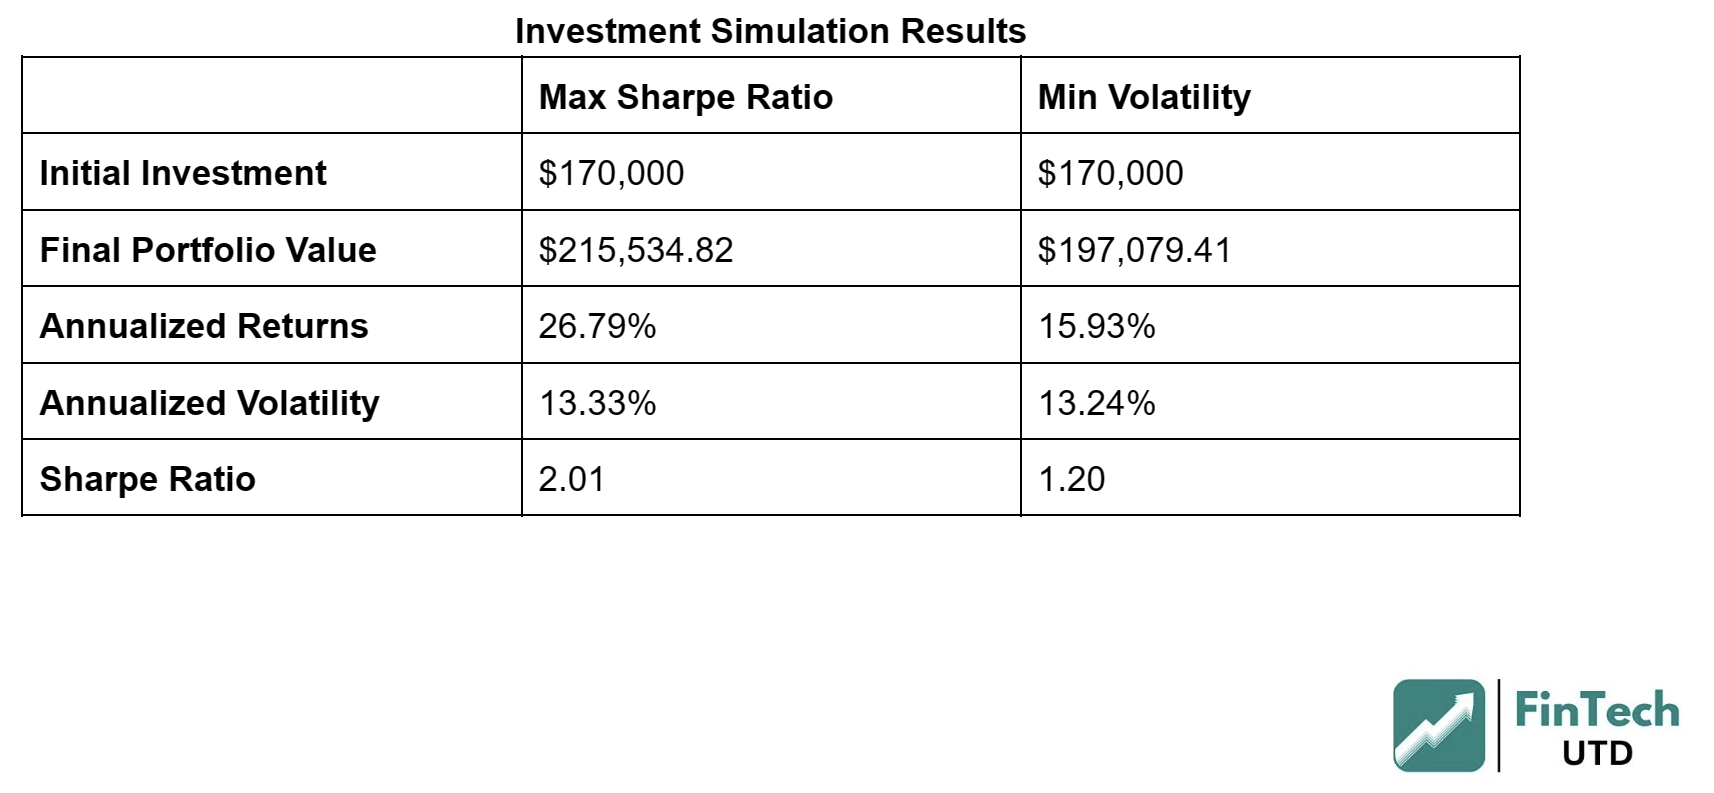 Investment Simulation Results
Max Sharpe Ratio Min Volatility
Initial Investment $170,000 $170,000
Final Portfolio Value $215,534.82 $197,079.41
Annualized Returns 26.79% 15.93%
Annualized Volatility 13.33% 13.24%
Sharpe Ratio 2.01 1.20
FinTech
UTD